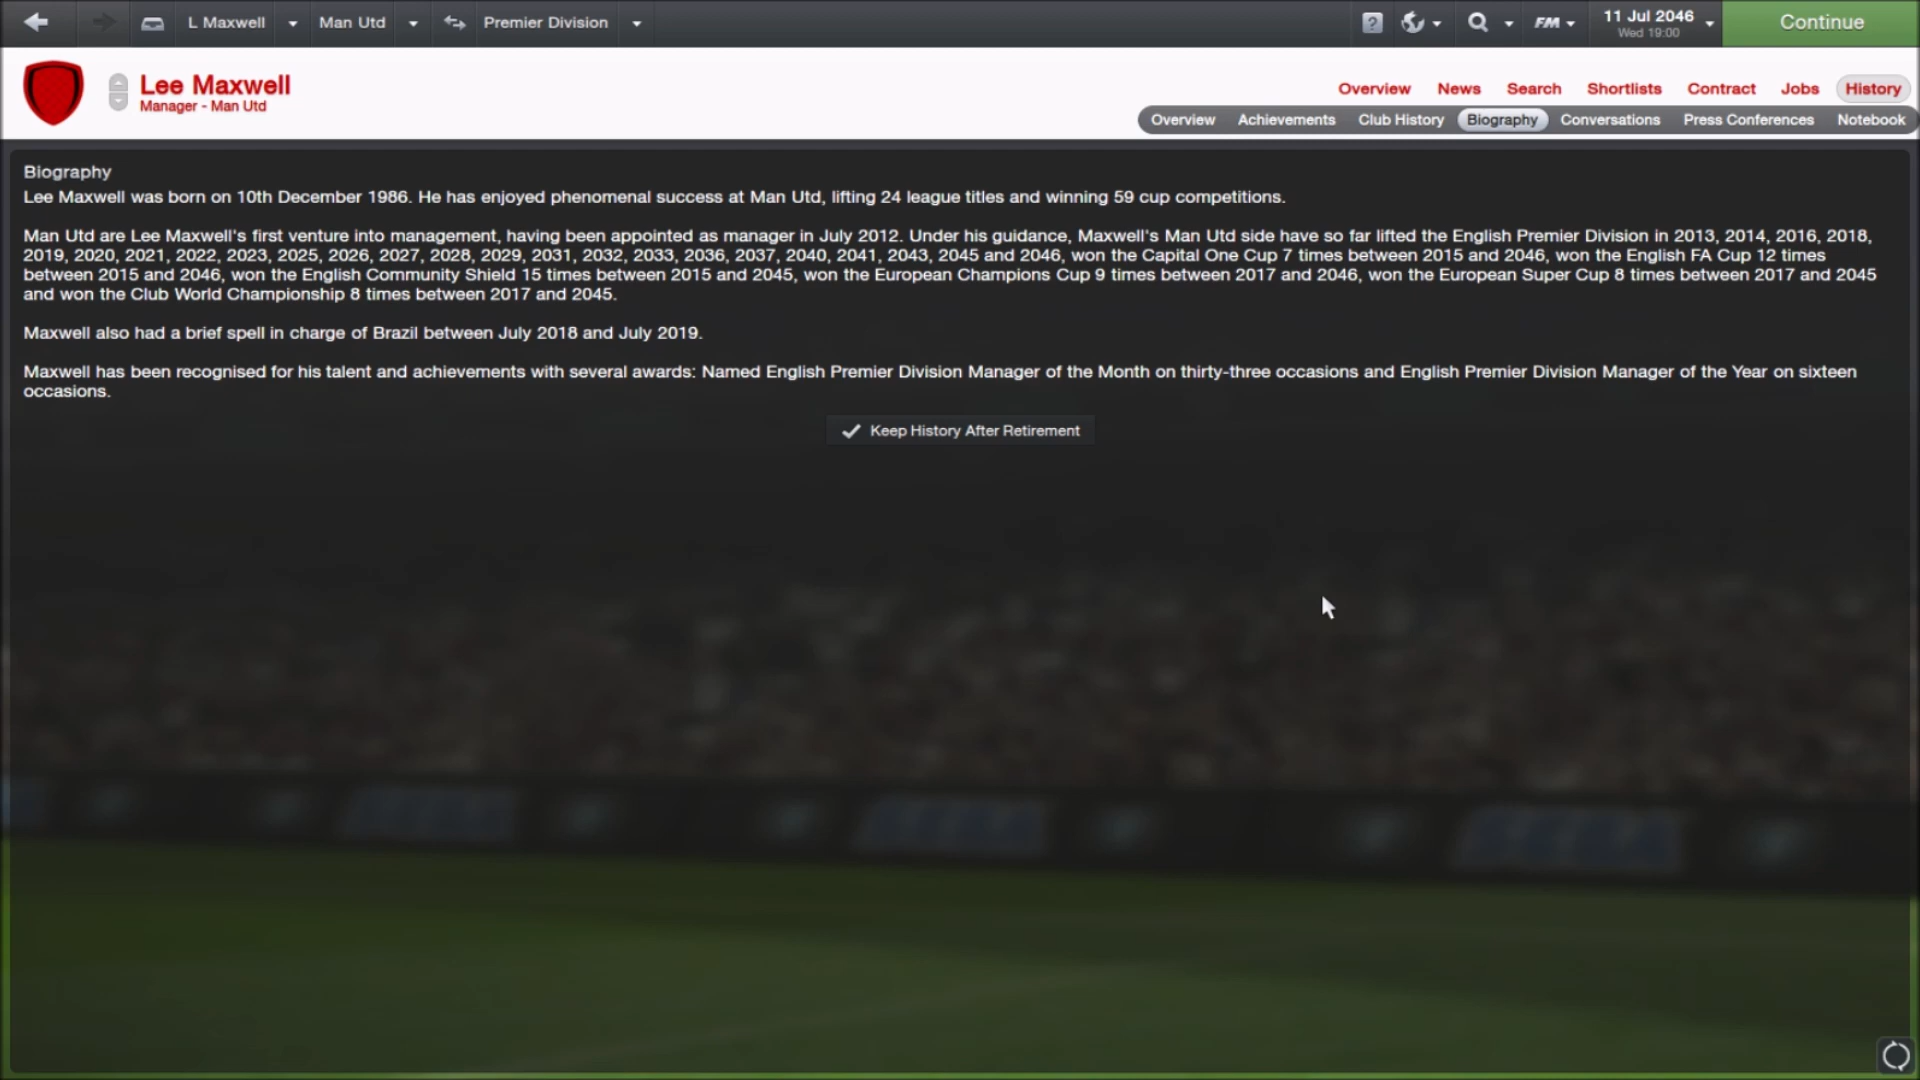 L Maxwell Man Utd Premier Division ? FM 11 Jul 2046 Continue
Wed 19:00
Lee Maxwell
Manager - Man Utd
Overview News Search Shortlists Contract Jobs History
Overview Achievements Club History Biography Conversations Press Conferences Notebook
Biography
Lee Maxwell was born on 10th December 1986. He has enjoyed phenomenal success at Man Utd, lifting 24 league titles and winning 59 cup competitions.
Man Utd are Lee Maxwell's first venture into management, having been appointed as manager in July 2012. Under his guidance, Maxwell's Man Utd side have so far lifted the English Premier Division in 2013, 2014, 2016, 2018,
2019, 2020, 2021, 2022, 2023, 2025, 2026, 2027, 2028, 2029, 2031, 2032, 2033, 2036, 2037, 2040, 2041, 2043, 2045 and 2046, won the Capital One Cup 7 times between 2015 and 2046, won the English FA Cup 12 times
between 2015 and 2046, won the English Community Shield 15 times between 2015 and 2045, won the European Champions Cup 9 times between 2017 and 2046, won the European Super Cup 8 times between 2017 and 2045
and won the Club World Championship 8 times between 2017 and 2045.
Maxwell also had a brief spell in charge of Brazil between July 2018 and July 2019.
Maxwell has been recognised for his talent and achievements with several awards: Named English Premier Division Manager of the Month on thirty-three occasions and English Premier Division Manager of the Year on sixteen
occasions.
Keep History After Retirement
SEGA SEGA SEGA